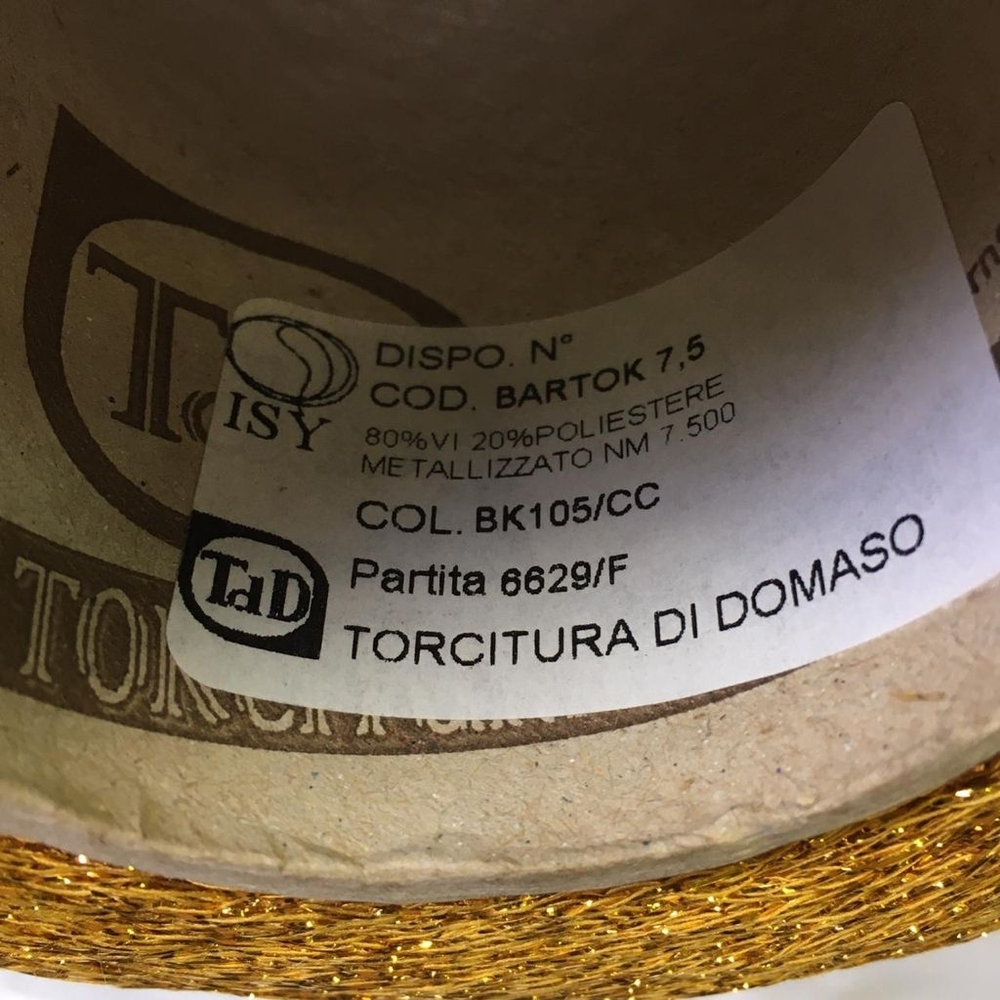 DISPO. N°
COD. BARTOK 7,5
80%VI 20%POLIESTERE
METALLIZZATO NM 7.500
COL. BK105/CC
Partita 6629/F
TORCITURA DI DOMASO
ISY
TdD
Td